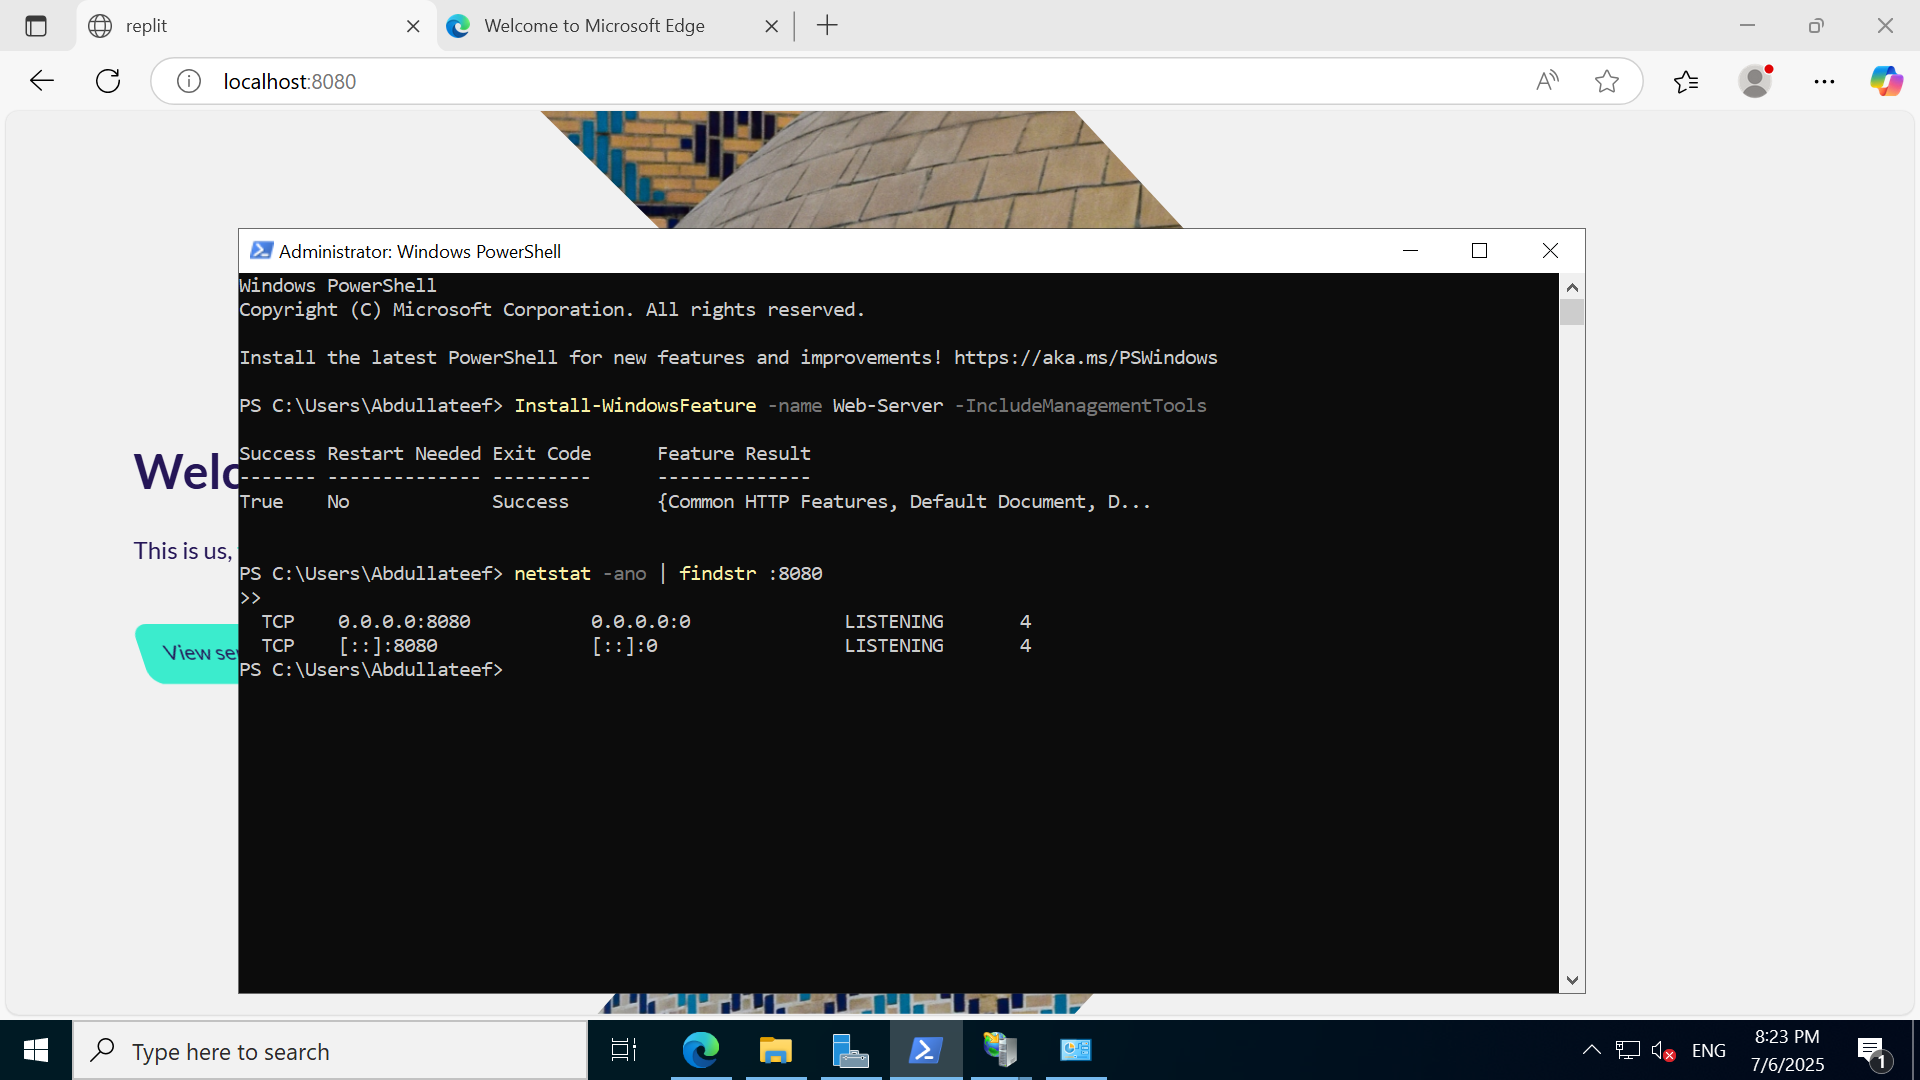 replit
Welcome to Microsoft Edge
localhost:8080
Administrator: Windows PowerShell
Windows PowerShell
Copyright (C) Microsoft Corporation. All rights reserved.
Install the latest PowerShell for new features and improvements! https://aka.ms/PSWindows
PS C:\Users\Abdullateef> Install-WindowsFeature -name Web-Server -IncludeManagementTools
Success Restart Needed Exit Code      Feature Result
------- -------------- ---------      --------------
True    No             Success        {Common HTTP Features, Default Document, D...
PS C:\Users\Abdullateef> netstat -ano | findstr :8080
>>
  TCP    0.0.0.0:8080           0.0.0.0:0              LISTENING       4
  TCP    [::]:8080              [::]:0                 LISTENING       4
PS C:\Users\Abdullateef>
Welc
This is us,
View se
Type here to search
ENG
8:23 PM
7/6/2025
1